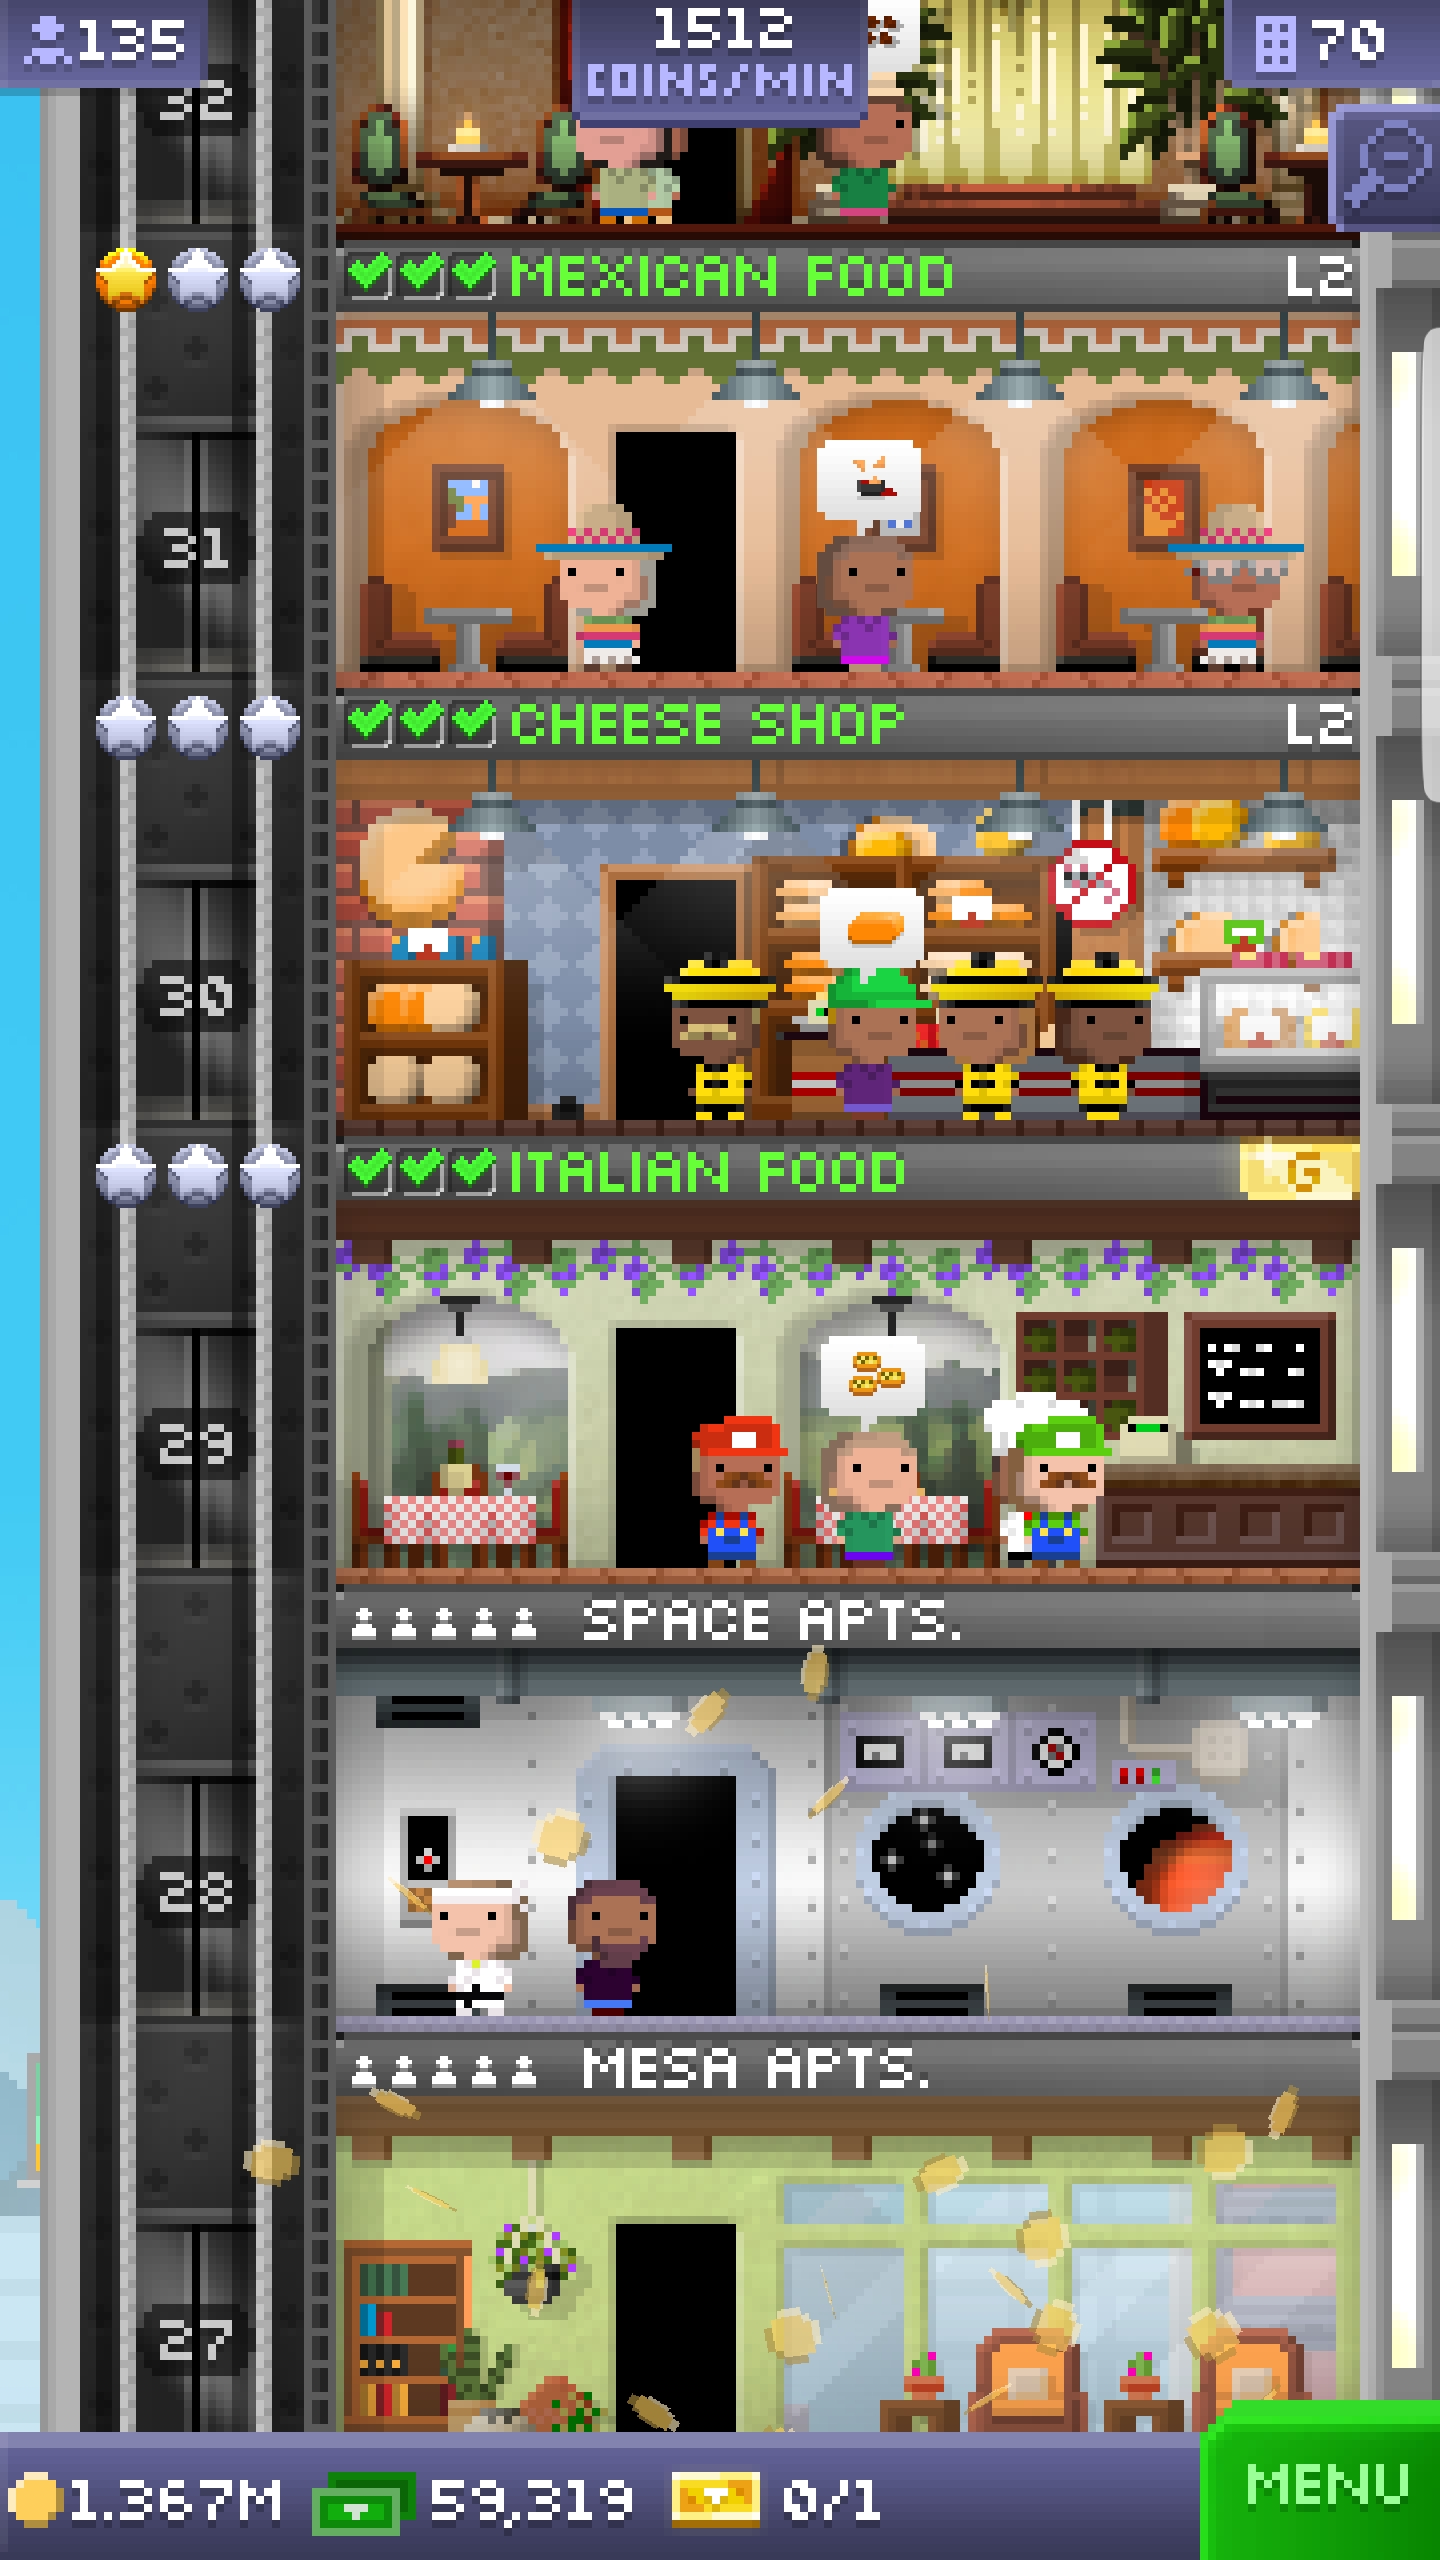 135
1512
COINS/MIN
70
32
MEXICAN FOOD L2
31
CHEESE SHOP L2
30
ITALIAN FOOD G
29
SPACE APTS.
28
MESA APTS.
27
1.367M 59,319 0/1
MENU